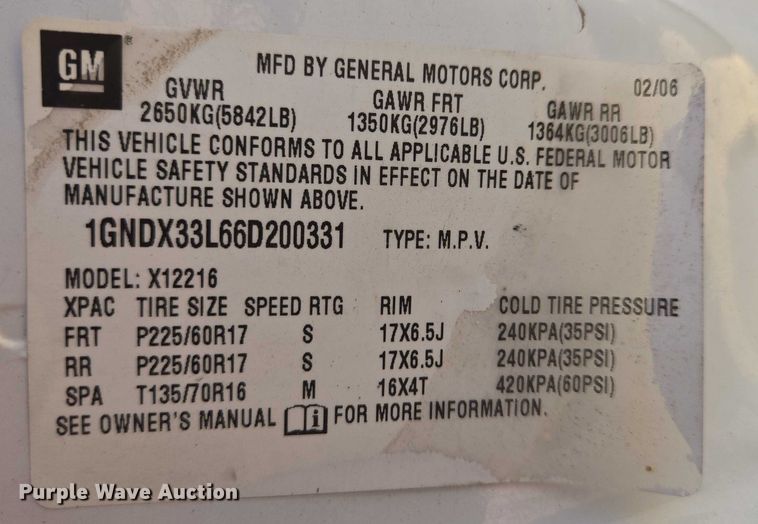 GM
MFD BY GENERAL MOTORS CORP. 02/06
GVWR GAWR FRT GAWR RR
2650KG(5842LB) 1350KG(2976LB) 1364KG(3006LB)
THIS VEHICLE CONFORMS TO ALL APPLICABLE U.S. FEDERAL MOTOR
VEHICLE SAFETY STANDARDS IN EFFECT ON THE DATE OF
MANUFACTURE SHOWN ABOVE.
1GNDX33L66D200331 TYPE: M.P.V.
MODEL: X12216
XPAC TIRE SIZE SPEED RTG RIM COLD TIRE PRESSURE
FRT P225/60R17 S 17X6.5J 240KPA(35PSI)
RR P225/60R17 S 17X6.5J 240KPA(35PSI)
SPA T135/70R16 M 16X4T 420KPA(60PSI)
SEE OWNER'S MANUAL i FOR MORE INFORMATION.
Purple Wave Auction